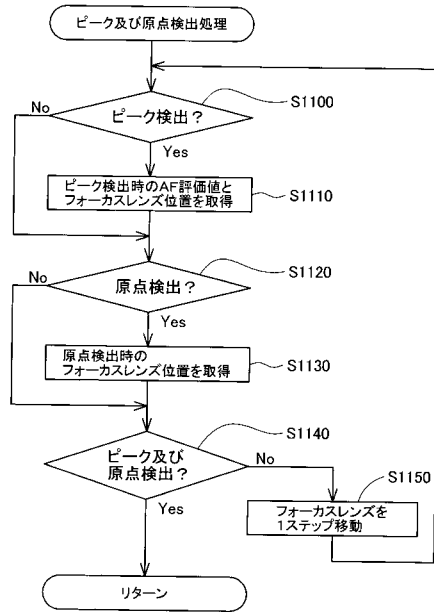 ピーク及び原点検出処理
S1100
No
ピーク検出？
Yes
ピーク検出時のAF評価値と
フォーカスレンズ位置を取得
S1110
S1120
No
原点検出？
Yes
原点検出時の
フォーカスレンズ位置を取得
S1130
S1140
ピーク及び
原点検出？
No
Yes
S1150
フォーカスレンズを
1ステップ移動
リターン